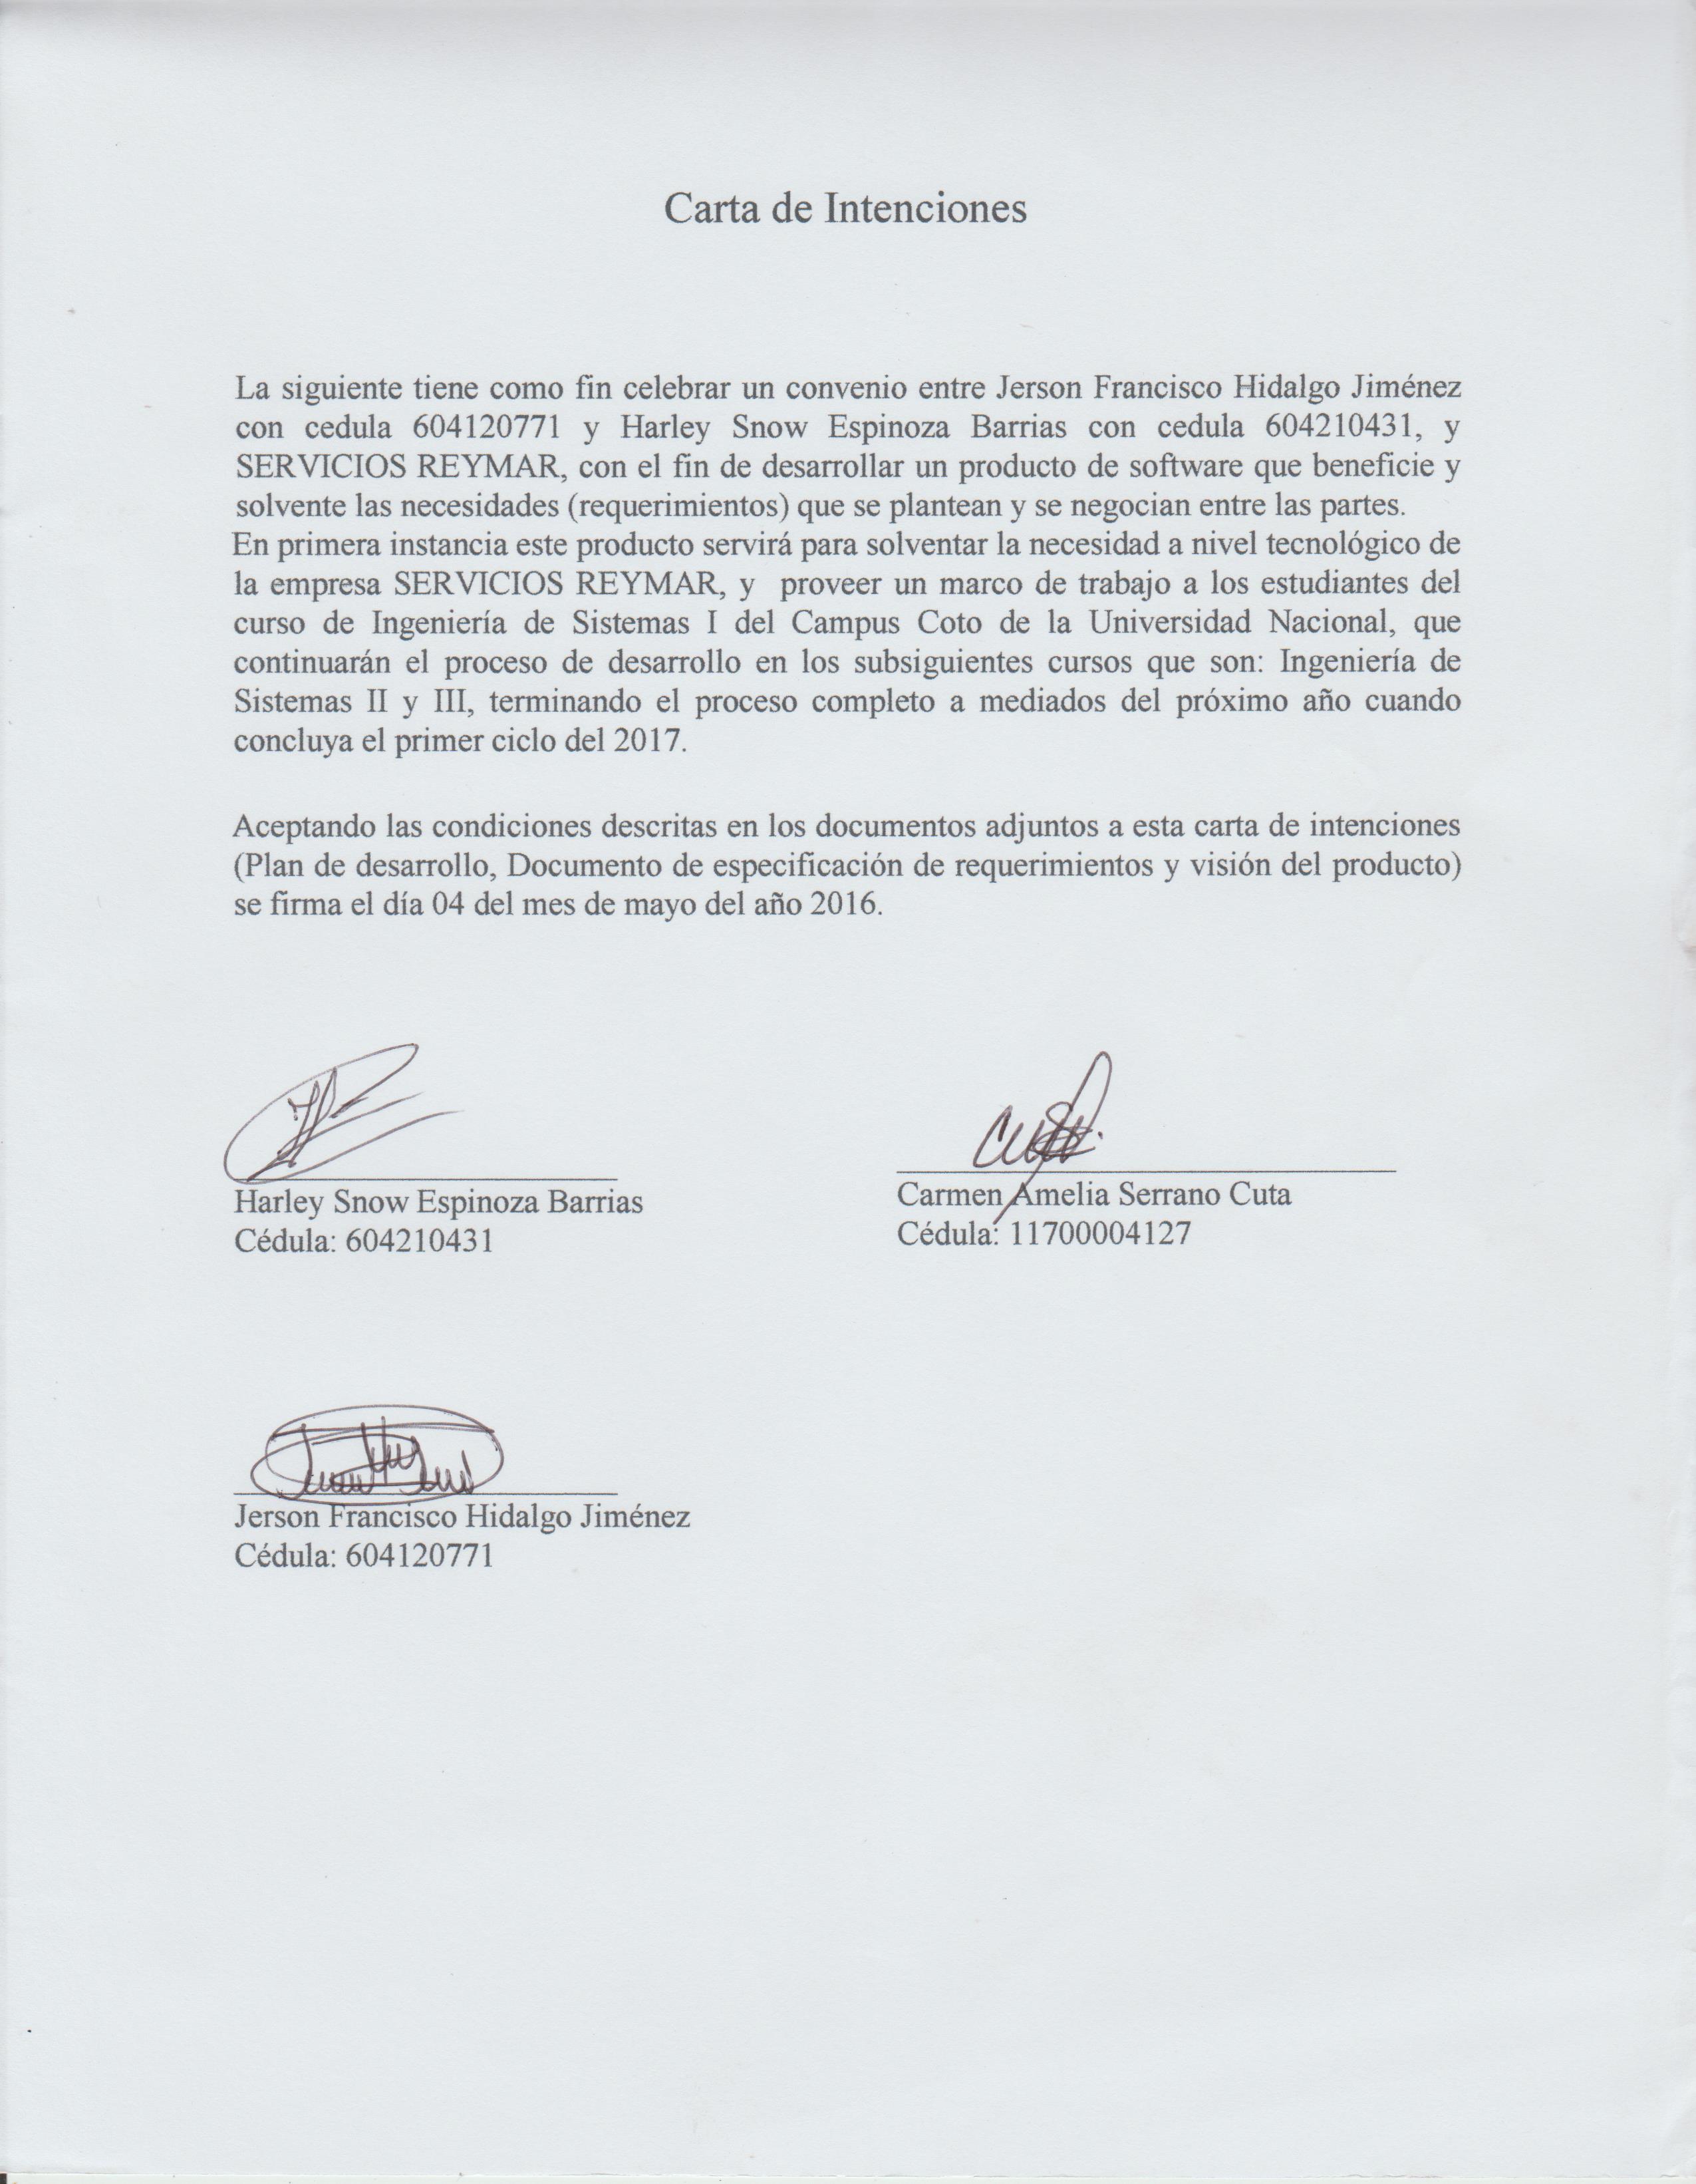 Carta de Intenciones
La siguiente tiene como fin celebrar un convenio entre Jerson Francisco Hidalgo Jiménez
con cedula 604120771 y Harley Snow Espinoza Barrias con cedula 604210431, y
SERVICIOS REYMAR, con el fin de desarrollar un producto de software que beneficie y
solvente las necesidades (requerimientos) que se plantean y se negocian entre las partes.
En primera instancia este producto servirá para solventar la necesidad a nivel tecnológico de
la empresa SERVICIOS REYMAR, y proveer un marco de trabajo a los estudiantes del
curso de Ingeniería de Sistemas I del Campus Coto de la Universidad Nacional, que
continuarán el proceso de desarrollo en los subsiguientes cursos que son: Ingeniería de
Sistemas II y III, terminando el proceso completo a mediados del próximo año cuando
concluya el primer ciclo del 2017.
Aceptando las condiciones descritas en los documentos adjuntos a esta carta de intenciones
(Plan de desarrollo, Documento de especificación de requerimientos y visión del producto)
se firma el día 04 del mes de mayo del año 2016.
Harley Snow Espinoza Barrias
Cédula: 604210431
Carmen Amelia Serrano Cuta
Cédula: 11700004127
Jerson Francisco Hidalgo Jiménez
Cédula: 604120771